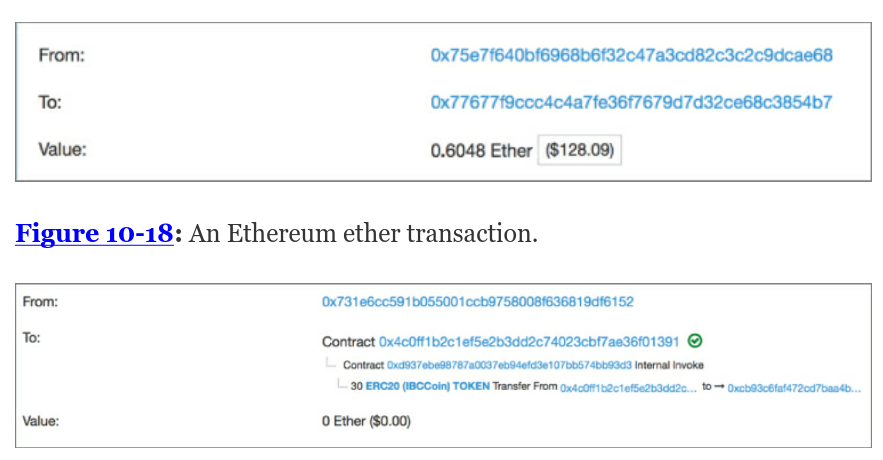 From: 0x75e7f640bf6968b6f32c47a3cd82c3c2c9dcae68
To: 0x77677f9ccc4c4a7fe36f7679d7d32ce68c3854b7
Value: 0.6048 Ether ($128.09)
Figure 10-18: An Ethereum ether transaction.
From: 0x731e6cc591b055001ccb9758008f636819df6152
To: Contract 0x4c0ff1b2c1ef5e2b3dd2c74023cbf7ae36f01391
Contract 0xd937ebe98787a0037eb94efd3e107bb574bb93d3 Internal Invoke
30 ERC20 (IBCCoin) TOKEN Transfer From 0x4c0ff1b2c1ef5e2b3dd2c... to → 0xcb93c6faf472cd7baa4b...
Value: 0 Ether ($0.00)